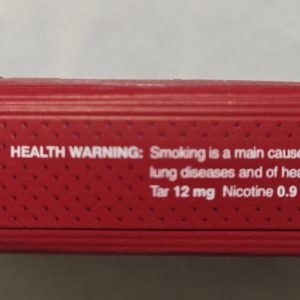 HEALTH WARNING: Smoking is a main cause
lung diseases and of hea
Tar 12 mg Nicotine 0.9